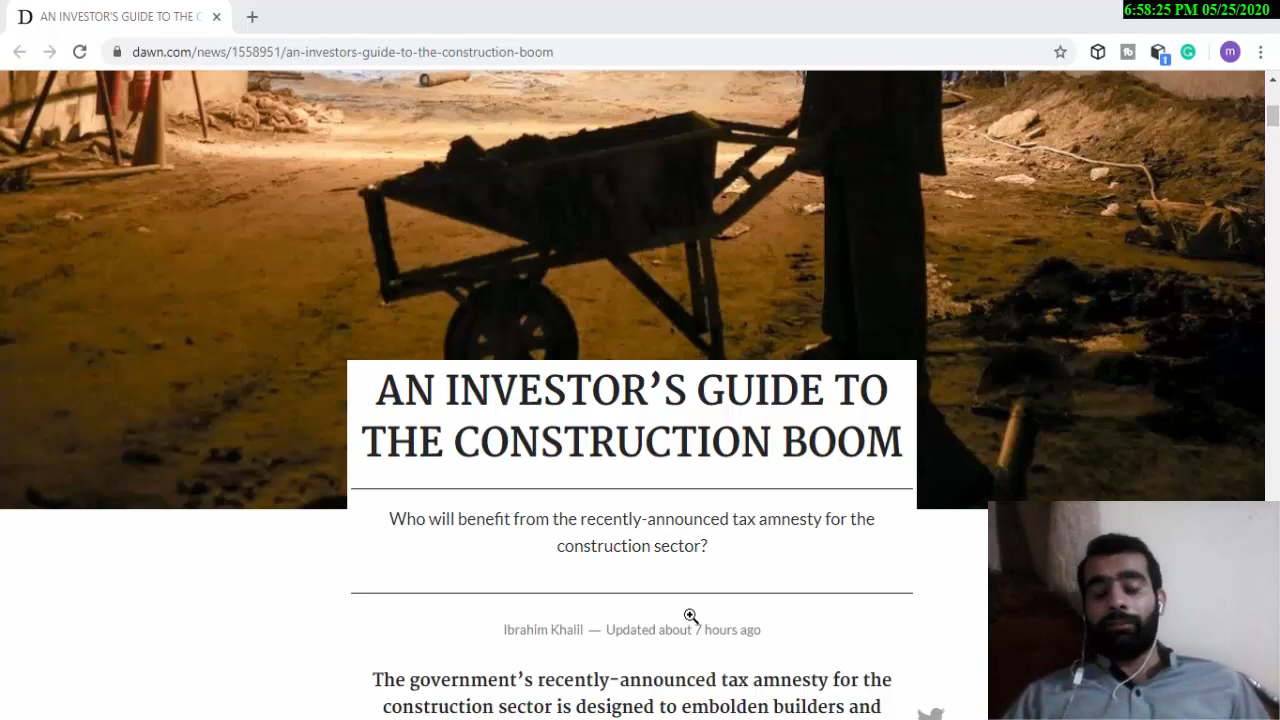 AN INVESTOR'S GUIDE TO THE C
6:58:25 PM 05/25/2020
dawn.com/news/1558951/an-investors-guide-to-the-construction-boom
1
m
AN INVESTOR’S GUIDE TO
THE CONSTRUCTION BOOM
Who will benefit from the recently-announced tax amnesty for the
construction sector?
Ibrahim Khalil — Updated about 7 hours ago
The government’s recently-announced tax amnesty for the
construction sector is designed to embolden builders and